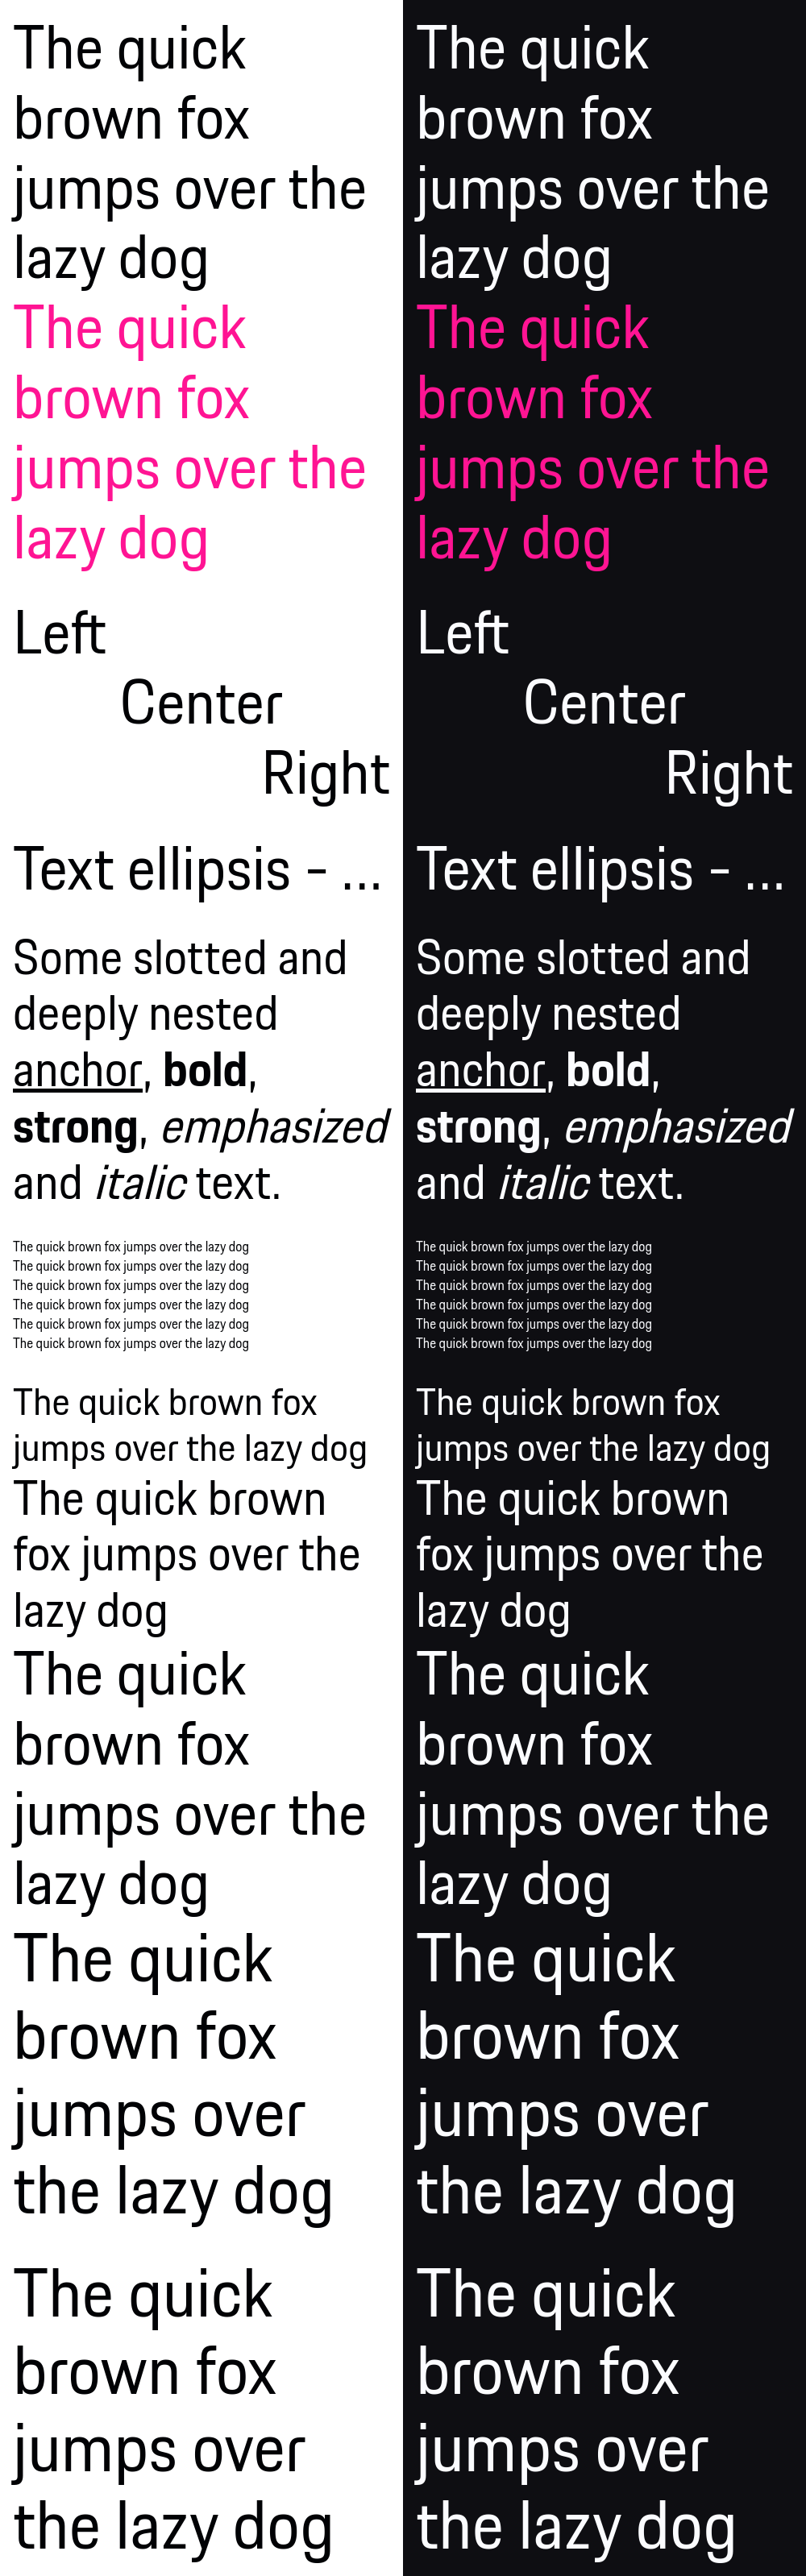 The quick
brown fox
jumps over the
lazy dog
The quick
brown fox
jumps over the
lazy dog
Left
Center
Right
Text ellipsis - ...
Some slotted and
deeply nested
anchor, bold,
strong, emphasized
and italic text.
The quick brown fox jumps over the lazy dog
The quick brown fox jumps over the lazy dog
The quick brown fox jumps over the lazy dog
The quick brown fox jumps over the lazy dog
The quick brown fox jumps over the lazy dog
The quick brown fox jumps over the lazy dog
The quick brown fox
jumps over the lazy dog
The quick brown
fox jumps over the
lazy dog
The quick
brown fox
jumps over the
lazy dog
The quick
brown fox
jumps over
the lazy dog
The quick
brown fox
jumps over
the lazy dog
The quick
brown fox
jumps over the
lazy dog
The quick
brown fox
jumps over the
lazy dog
Left
Center
Right
Text ellipsis - ...
Some slotted and
deeply nested
anchor, bold,
strong, emphasized
and italic text.
The quick brown fox jumps over the lazy dog
The quick brown fox jumps over the lazy dog
The quick brown fox jumps over the lazy dog
The quick brown fox jumps over the lazy dog
The quick brown fox jumps over the lazy dog
The quick brown fox jumps over the lazy dog
The quick brown fox
jumps over the lazy dog
The quick brown
fox jumps over the
lazy dog
The quick
brown fox
jumps over the
lazy dog
The quick
brown fox
jumps over
the lazy dog
The quick
brown fox
jumps over
the lazy dog